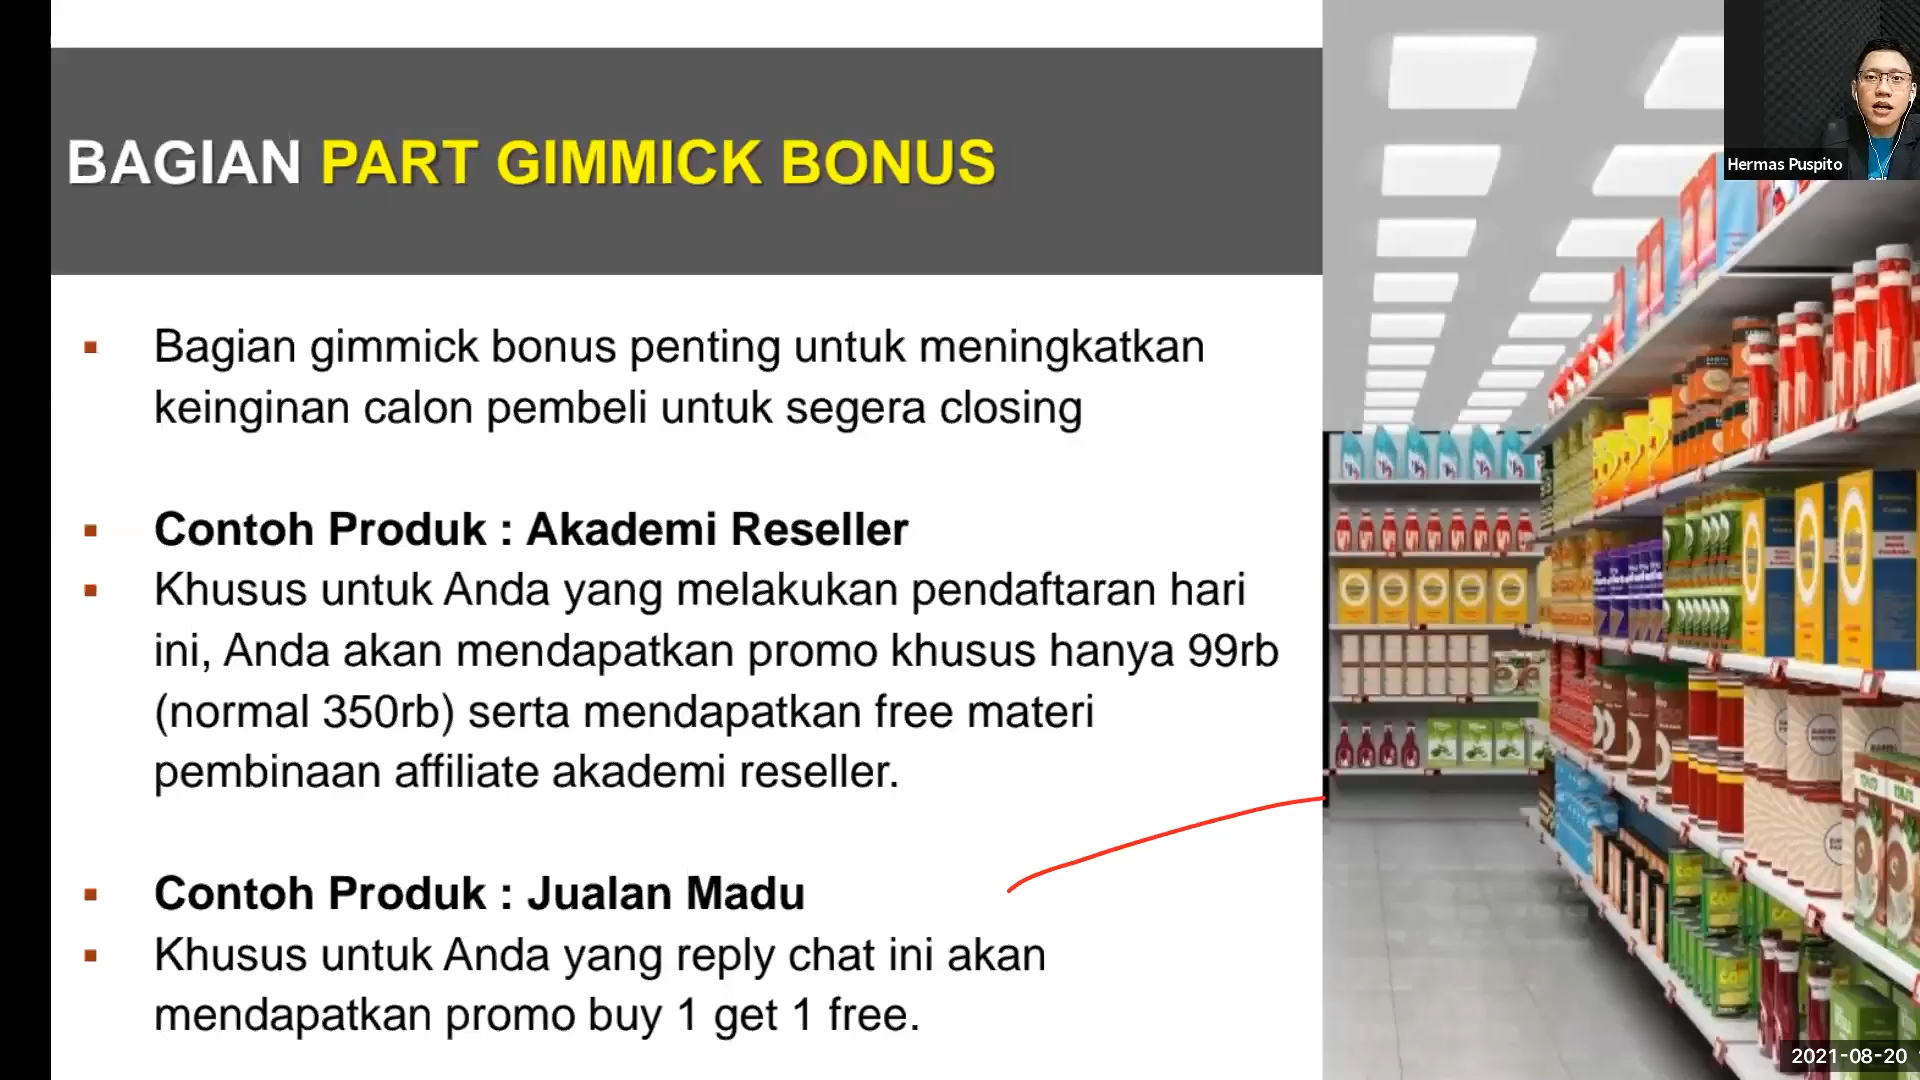 BAGIAN PART GIMMICK BONUS
Hermas Puspito
Bagian gimmick bonus penting untuk meningkatkan
keinginan calon pembeli untuk segera closing
Contoh Produk : Akademi Reseller
Khusus untuk Anda yang melakukan pendaftaran hari
ini, Anda akan mendapatkan promo khusus hanya 99rb
(normal 350rb) serta mendapatkan free materi
pembinaan affiliate akademi reseller.
Contoh Produk : Jualan Madu
Khusus untuk Anda yang reply chat ini akan
mendapatkan promo buy 1 get 1 free.
2021-08-20